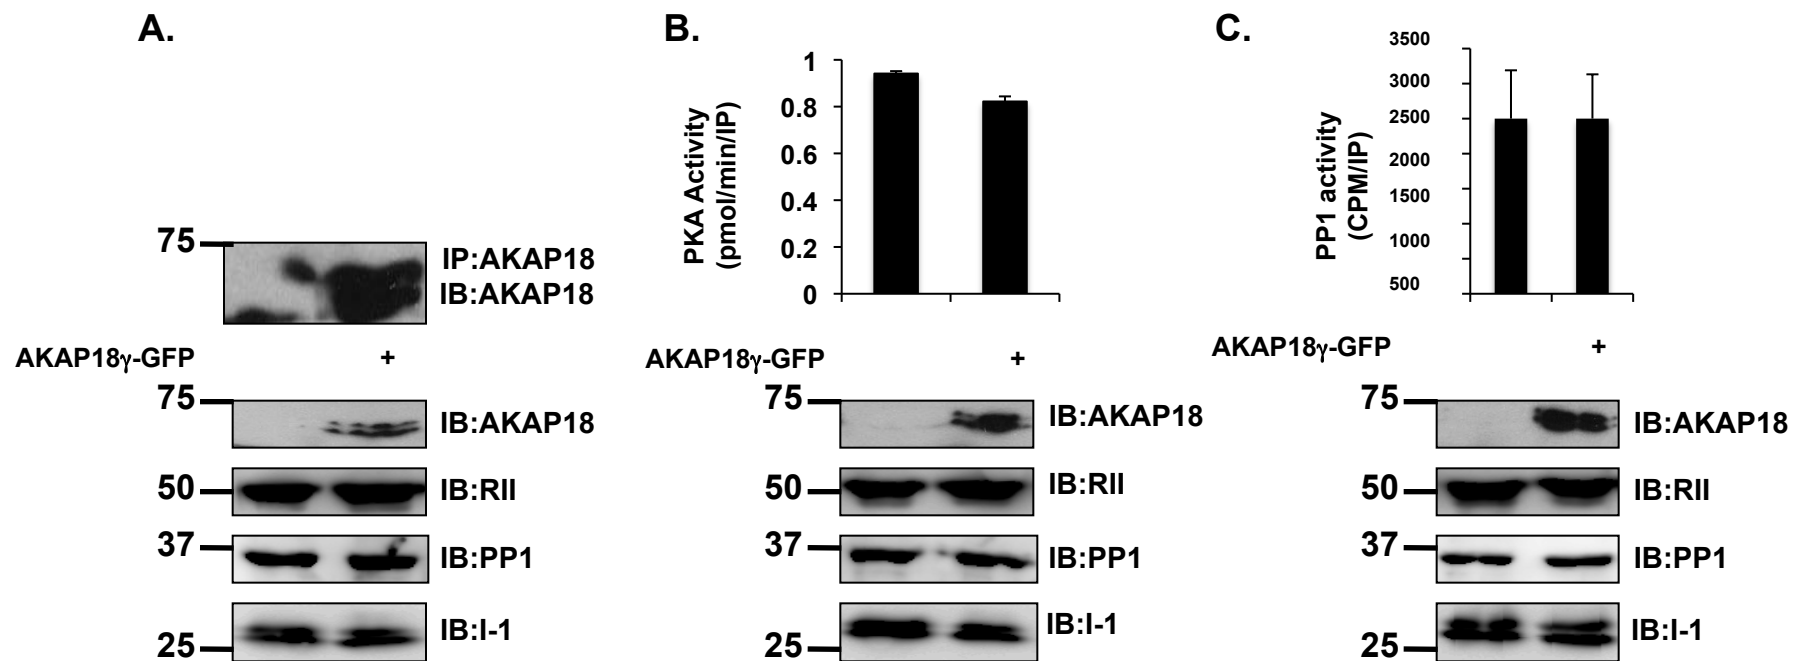 A.
75
IP:AKAP18
IB:AKAP18
AKAP18γ-GFP +
75
IB:AKAP18
50
IB:RII
37
IB:PP1
25
IB:I-1
B.
PKA Activity
(pmol/min/IP)
1
0.8
0.6
0.4
0.2
0
AKAP18γ-GFP +
75
IB:AKAP18
50
IB:RII
37
IB:PP1
25
IB:I-1
C.
PP1 activity
(CPM/IP)
3500
3000
2500
2000
1500
1000
500
AKAP18γ-GFP +
75
IB:AKAP18
50
IB:RII
37
IB:PP1
25
IB:I-1